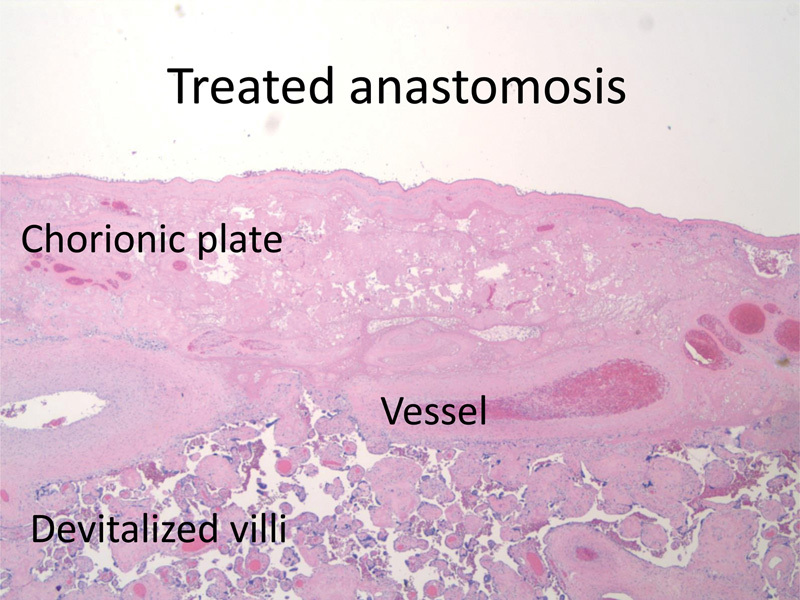 Treated anastomosis
Chorionic plate
Vessel
Devitalized villi